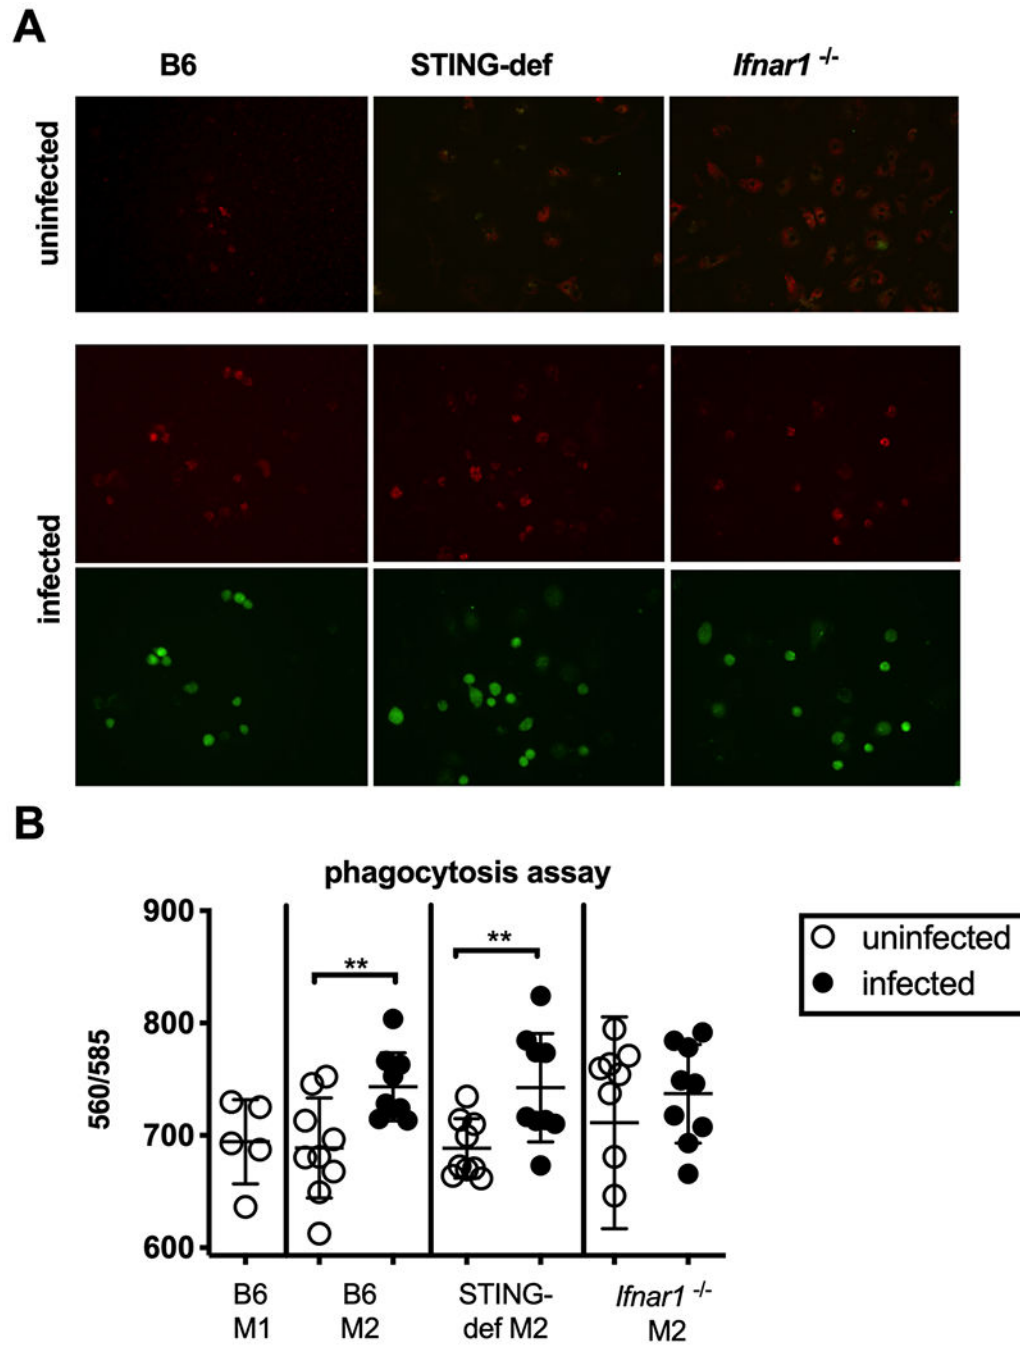 A
B6
STING-def
Ifnar1 -/-
uninfected
infected
B
phagocytosis assay
900
800
700
600
560/585
**
**
uninfected
infected
B6
M1
B6
M2
STING-
def M2
Ifnar1 -/-
M2